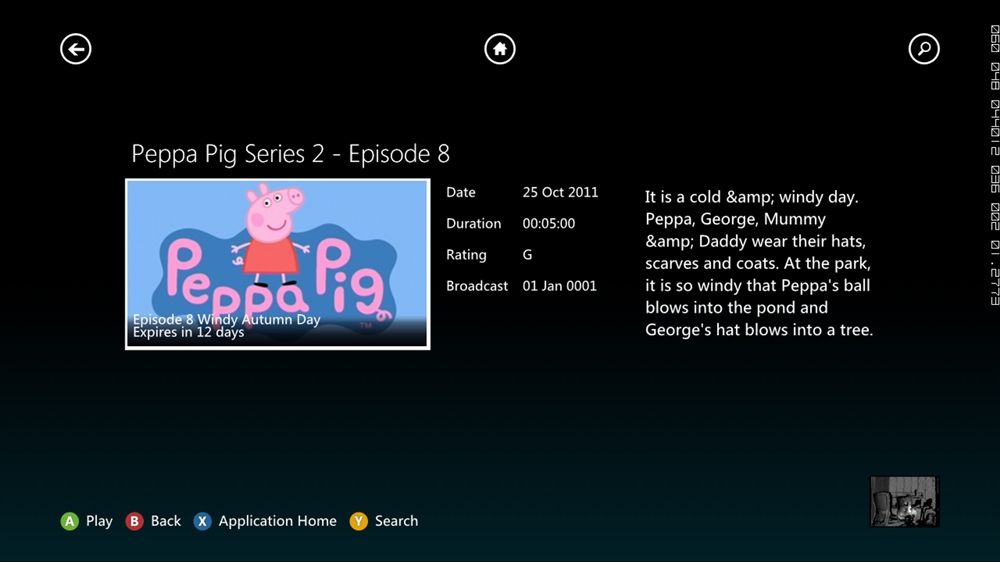 Peppa Pig Series 2 - Episode 8
Peppa Pig
TM
Episode 8 Windy Autumn Day
Expires in 12 days
Date 25 Oct 2011
Duration 00:05:00
Rating G
Broadcast 01 Jan 0001
It is a cold &amp; windy day.
Peppa, George, Mummy
&amp; Daddy wear their hats,
scarves and coats. At the park,
it is so windy that Peppa's ball
blows into the pond and
George's hat blows into a tree.
A Play B Back X Application Home Y Search